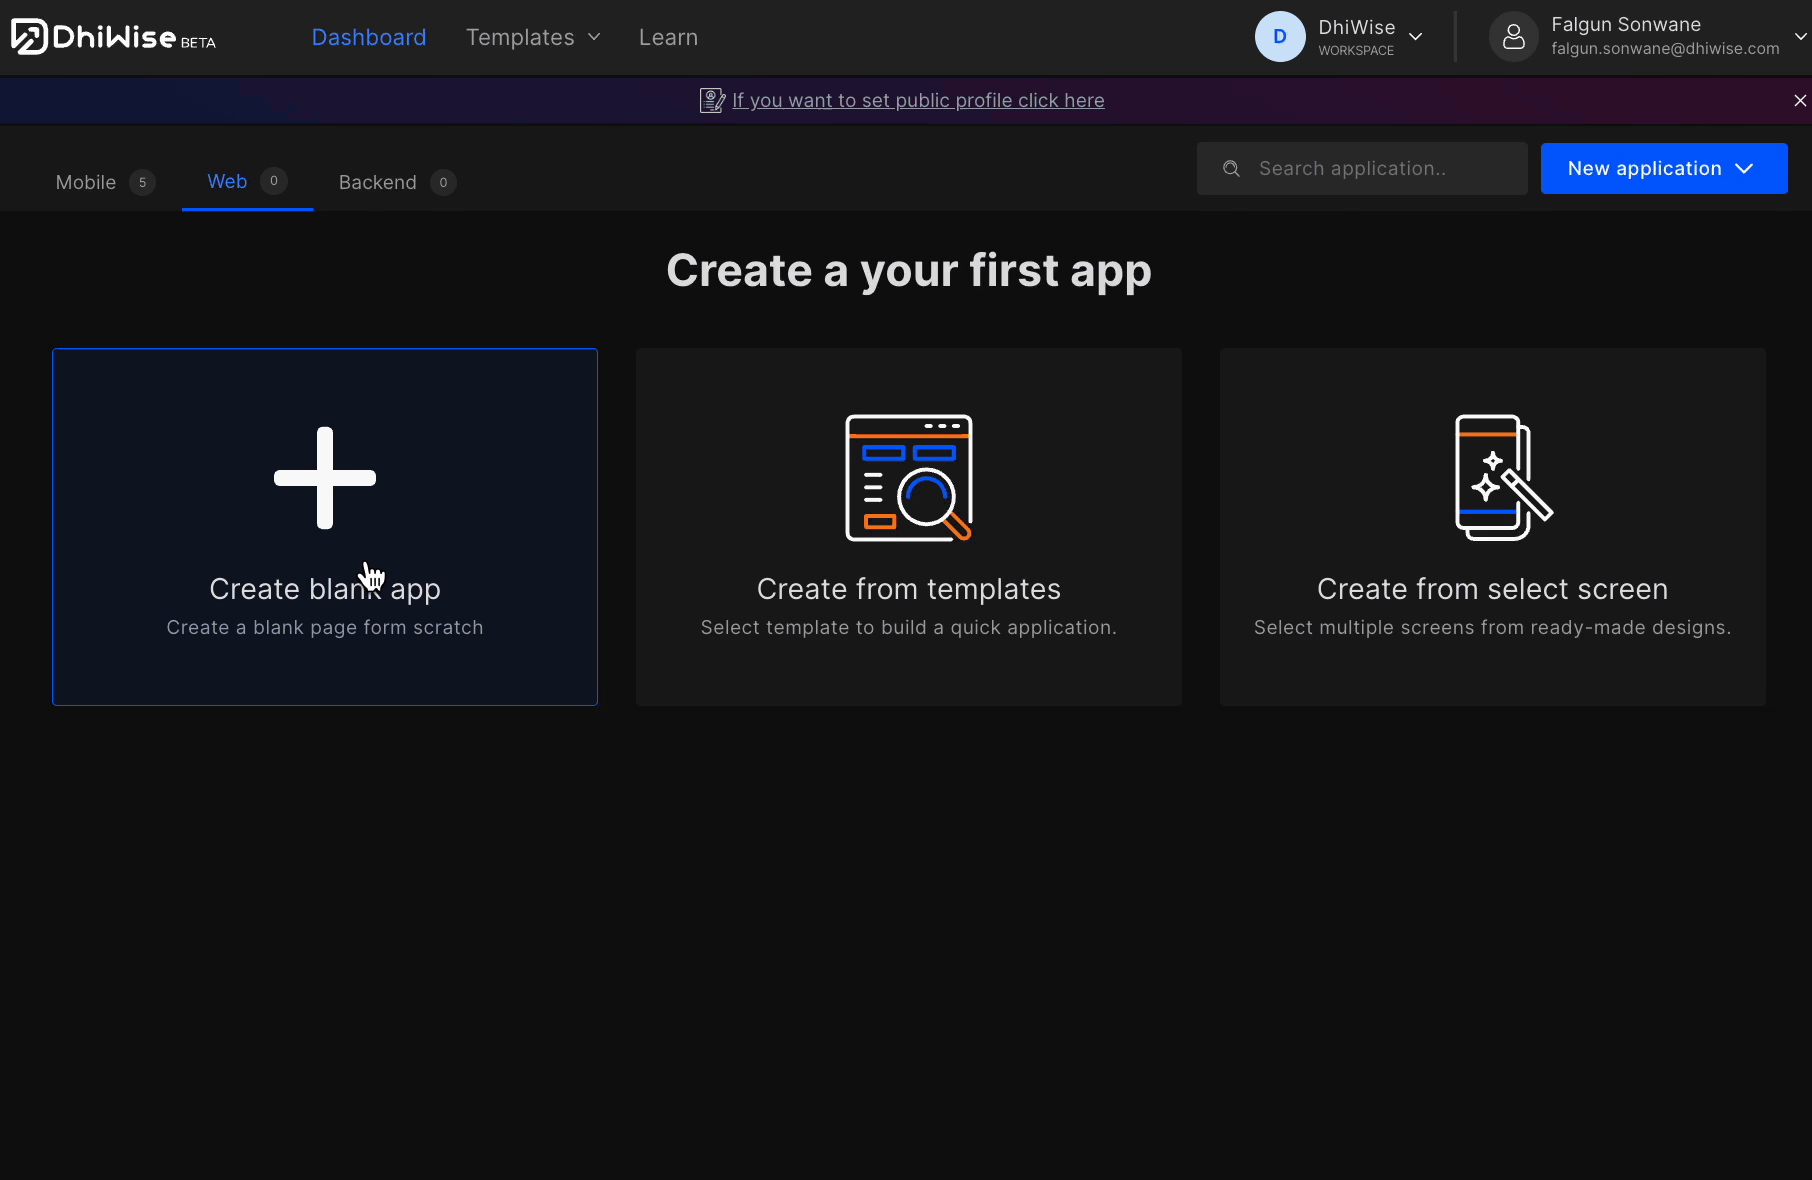 DhiWise BETA
Dashboard
Templates
Learn
D
DhiWise
WORKSPACE
Falgun Sonwane
falgun.sonwane@dhiwise.com
If you want to set public profile click here
Mobile 5
Web 0
Backend 0
Search application..
New application
Create a your first app
Create blank app
Create a blank page form scratch
Create from templates
Select template to build a quick application.
Create from select screen
Select multiple screens from ready-made designs.